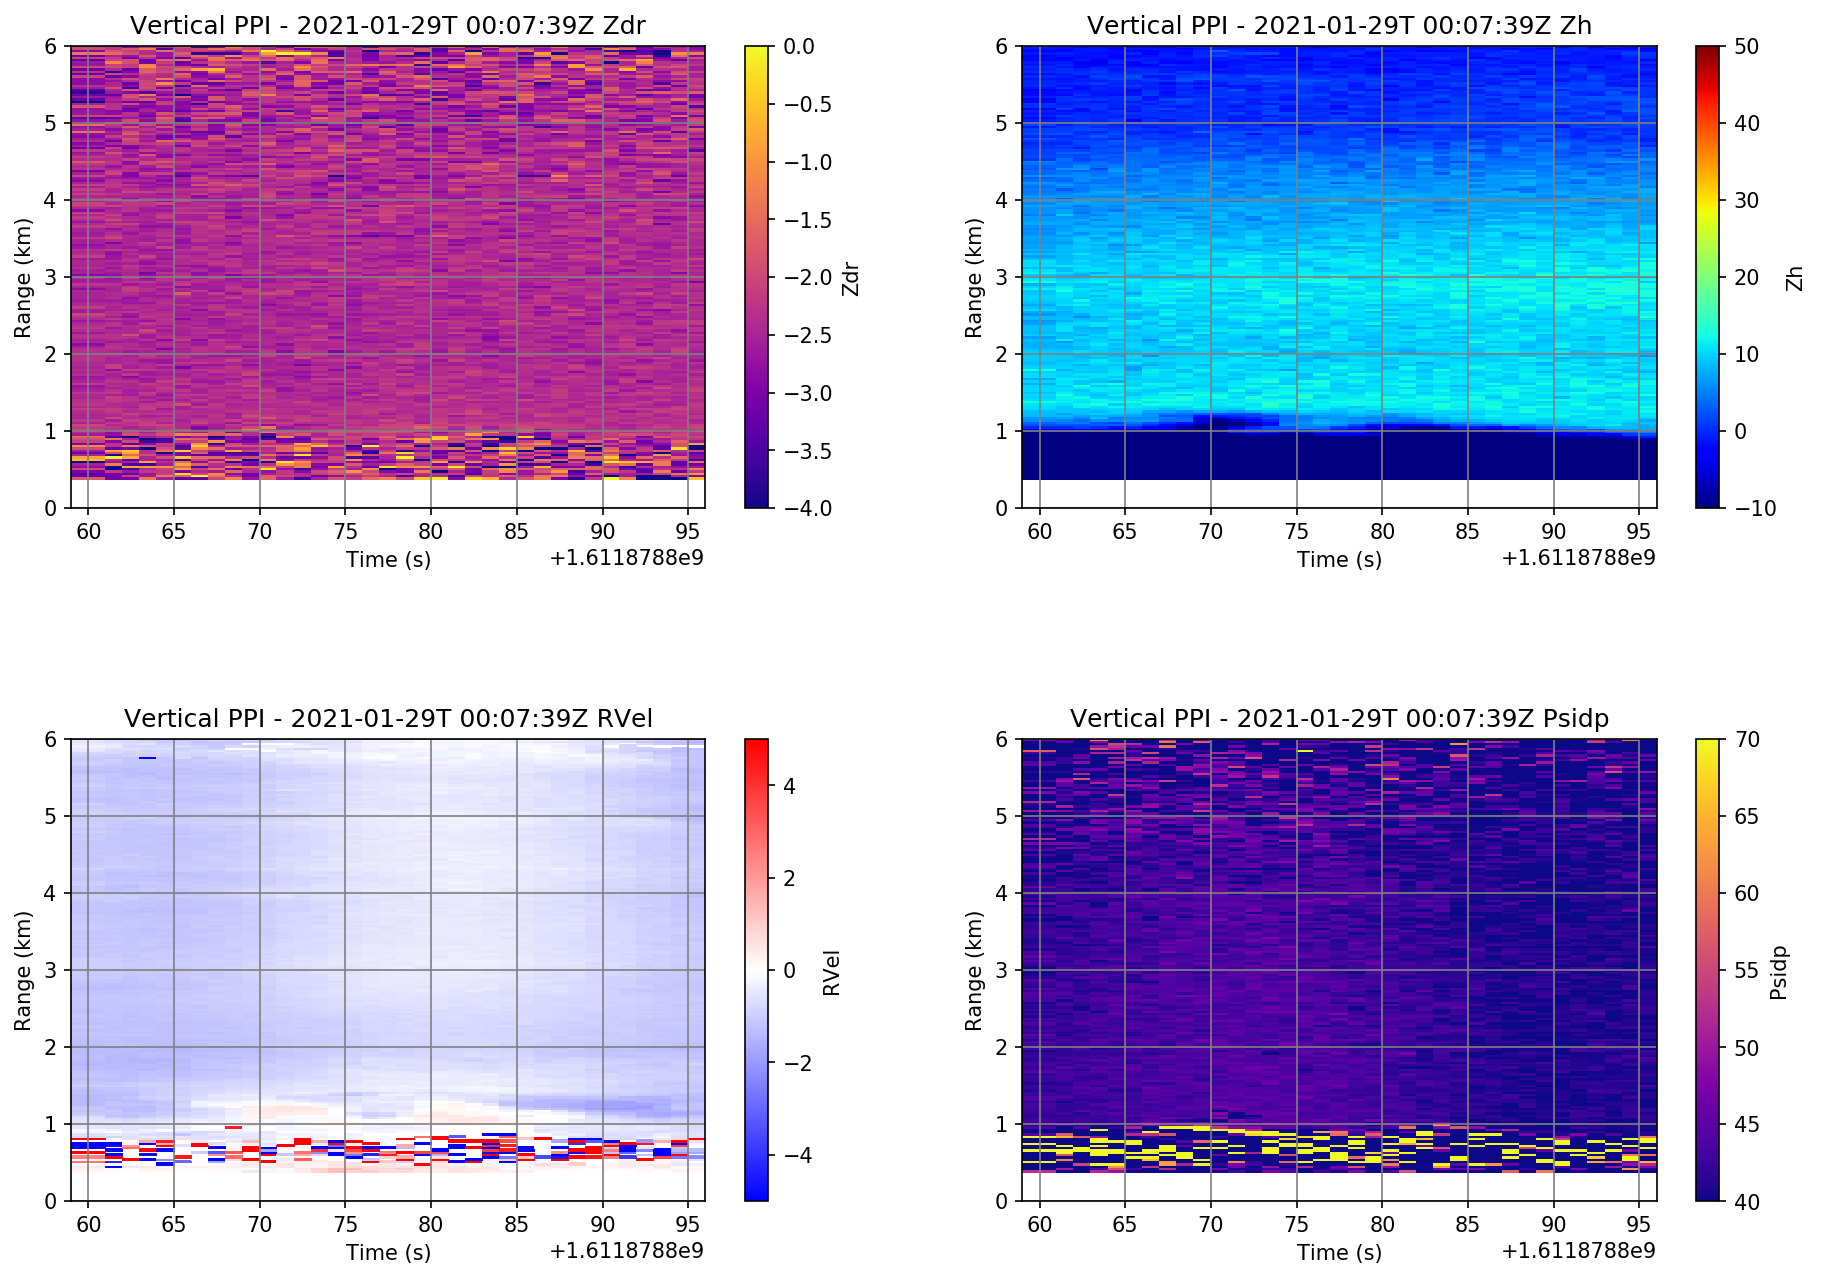 Vertical PPI - 2021-01-29T 00:07:39Z Zdr
6
5
4
3
2
1
0
Range (km)
60 65 70 75 80 85 90 95
Time (s)
+1.6118788e9
0.0
−0.5
−1.0
−1.5
−2.0
−2.5
−3.0
−3.5
−4.0
Zdr
Vertical PPI - 2021-01-29T 00:07:39Z Zh
6
5
4
3
2
1
0
Range (km)
60 65 70 75 80 85 90 95
Time (s)
+1.6118788e9
50
40
30
20
10
0
−10
Zh
Vertical PPI - 2021-01-29T 00:07:39Z RVel
6
5
4
3
2
1
0
Range (km)
60 65 70 75 80 85 90 95
Time (s)
+1.6118788e9
4
2
0
−2
−4
RVel
Vertical PPI - 2021-01-29T 00:07:39Z Psidp
6
5
4
3
2
1
0
Range (km)
60 65 70 75 80 85 90 95
Time (s)
+1.6118788e9
70
65
60
55
50
45
40
Psidp